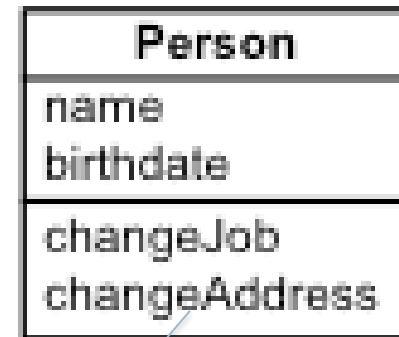 Person
name
birthdate
changeJob
changeAddress